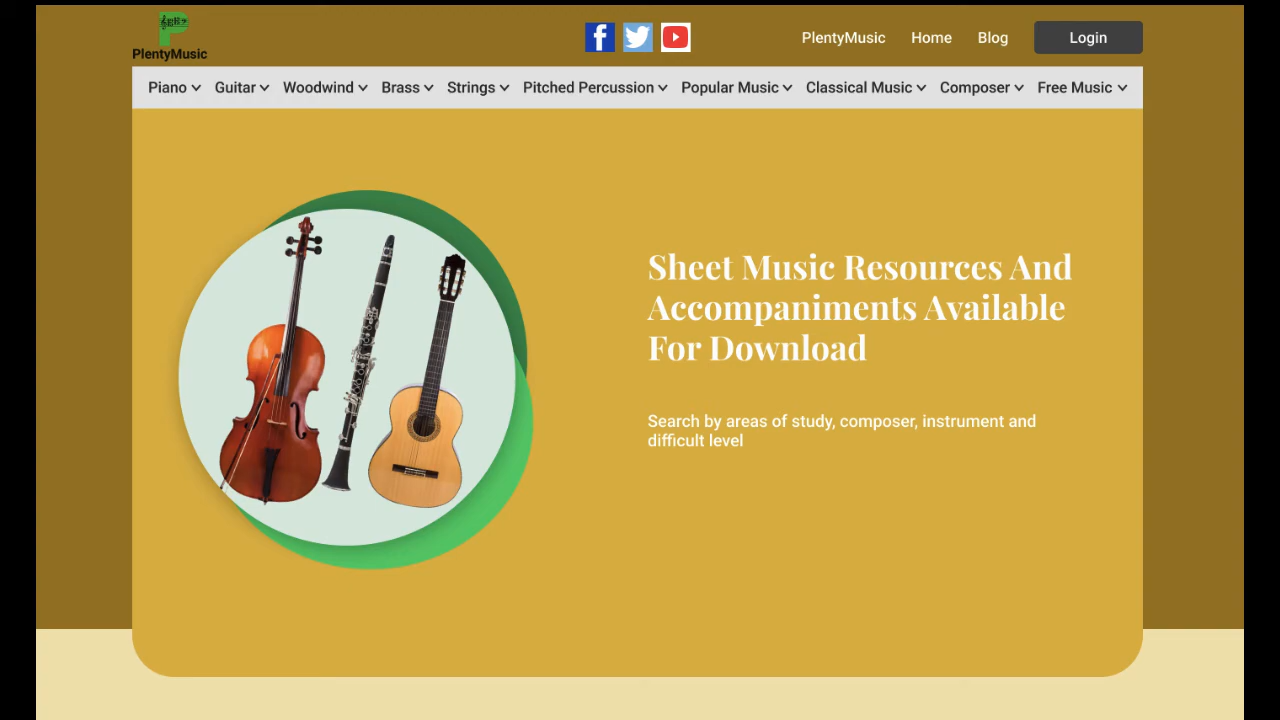 PlentyMusic
PlentyMusic Home Blog Login
Piano Guitar Woodwind Brass Strings Pitched Percussion Popular Music Classical Music Composer Free Music
Sheet Music Resources And
Accompaniments Available
For Download
Search by areas of study, composer, instrument and
difficult level